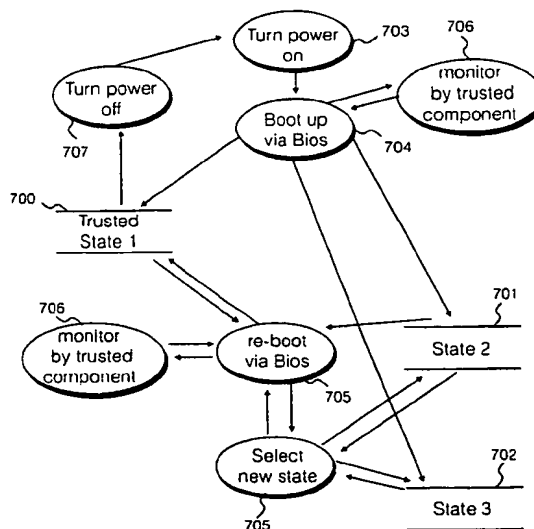 Turn power
on
703
706
monitor
by trusted
component
Turn power
off
707
Boot up
via Bios
704
700
Trusted
State 1
706
monitor
by trusted
component
re-boot
via Bios
705
701
State 2
Select
new state
705
702
State 3